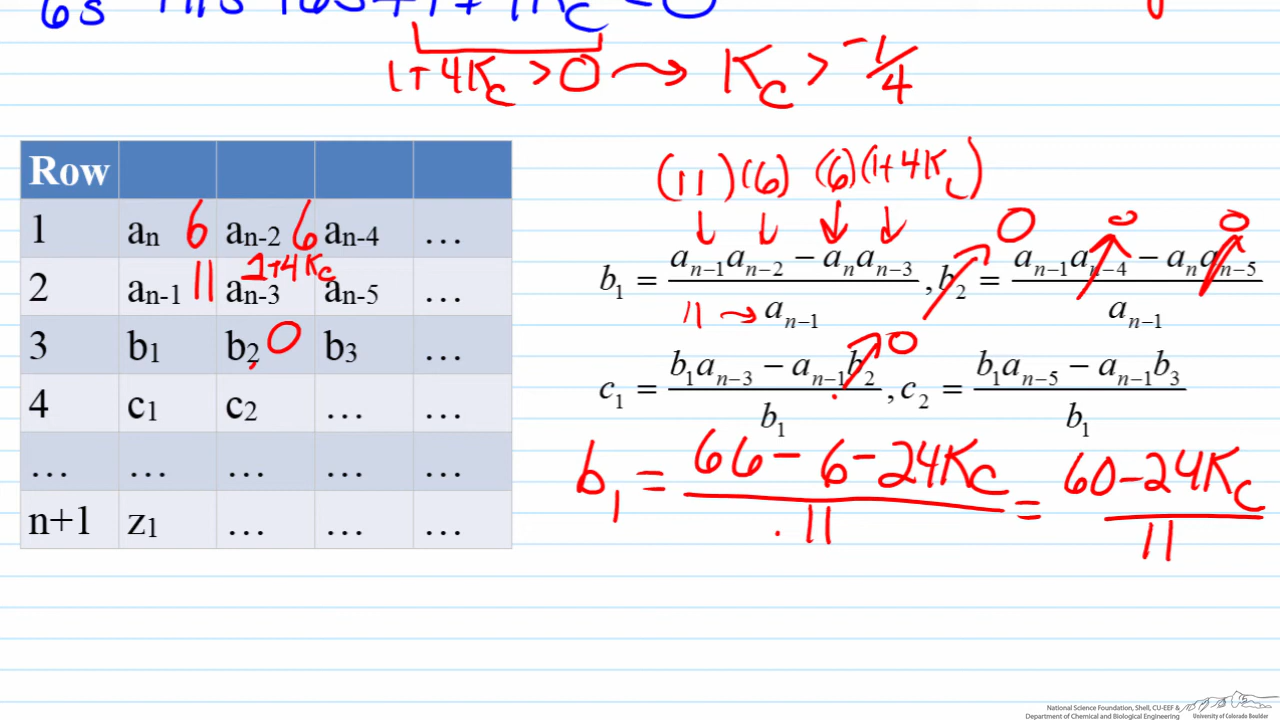 6s + 11s + 6s + 1 + 4Kc = 0
1+4Kc > 0 → Kc > -1/4
(11)(6) (6)(1+4Kc)
Row
1 an 6 an-2 6 an-4 …
2 an-1 11 an-3 1+4Kc an-5 …
3 b1 b2 0 b3 …
4 c1 c2 … …
… … … … …
n+1 z1 … … …
b1 = (an-1an-2 − anan-3) / an-1, b2 = (an-1an-4 − anan-5) / an-1
0 0 0
11 →
c1 = (b1an-3 − an-1b2) / b1, c2 = (b1an-5 − an-1b3) / b1
0
b1 = (66 − 6 − 24Kc) / 11 = (60 − 24Kc) / 11
National Science Foundation, Shell, CU-EEF &
Department of Chemical and Biological Engineering
University of Colorado Boulder